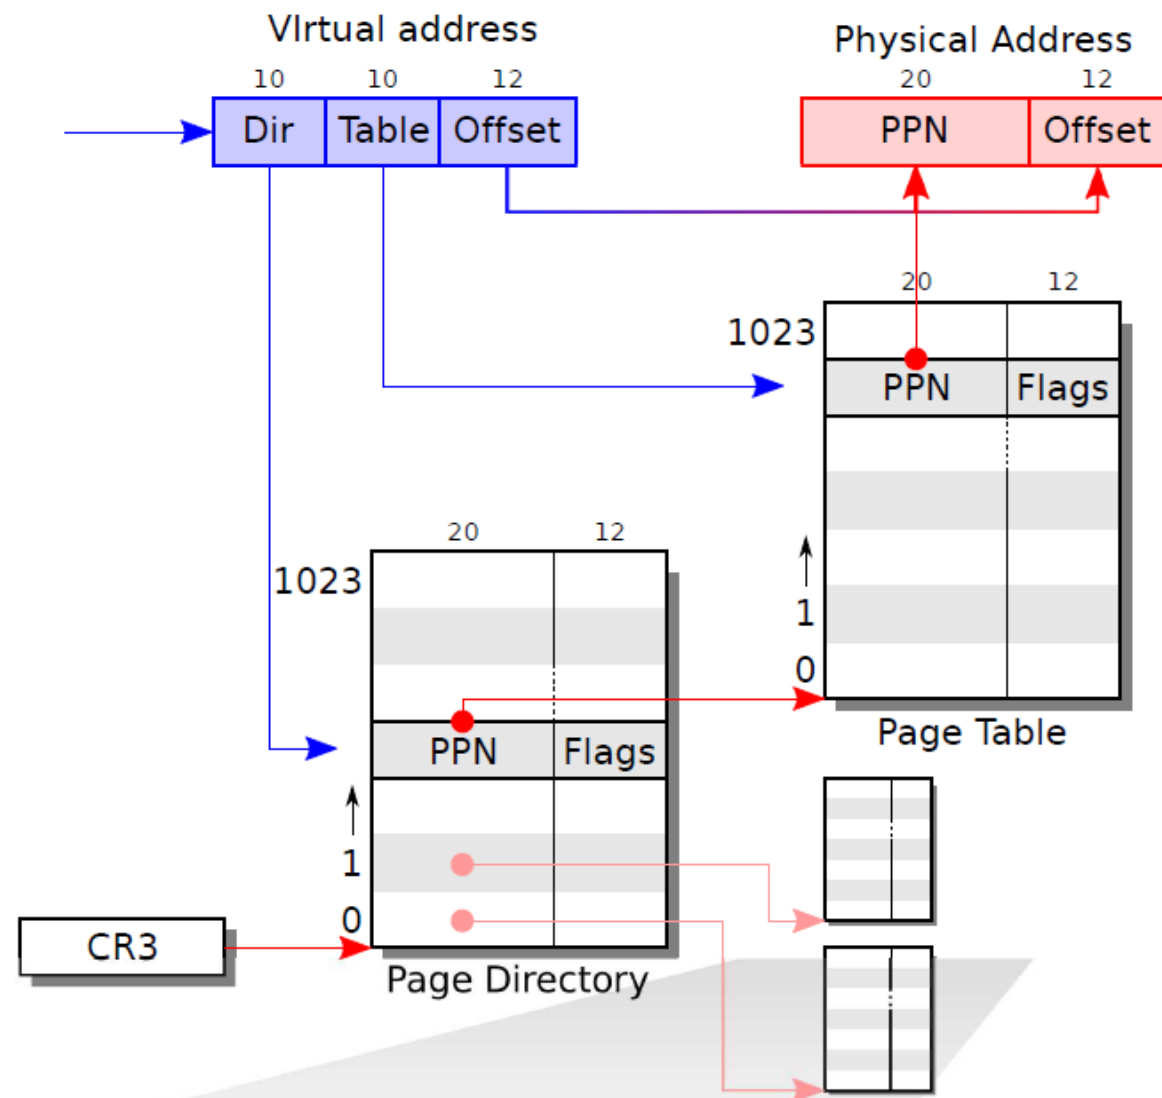 VIrtual address
Physical Address
10 10 12
20 12
Dir Table Offset
PPN Offset
20 12
1023
PPN Flags
1
0
Page Table
20 12
1023
PPN Flags
1
0
CR3
Page Directory